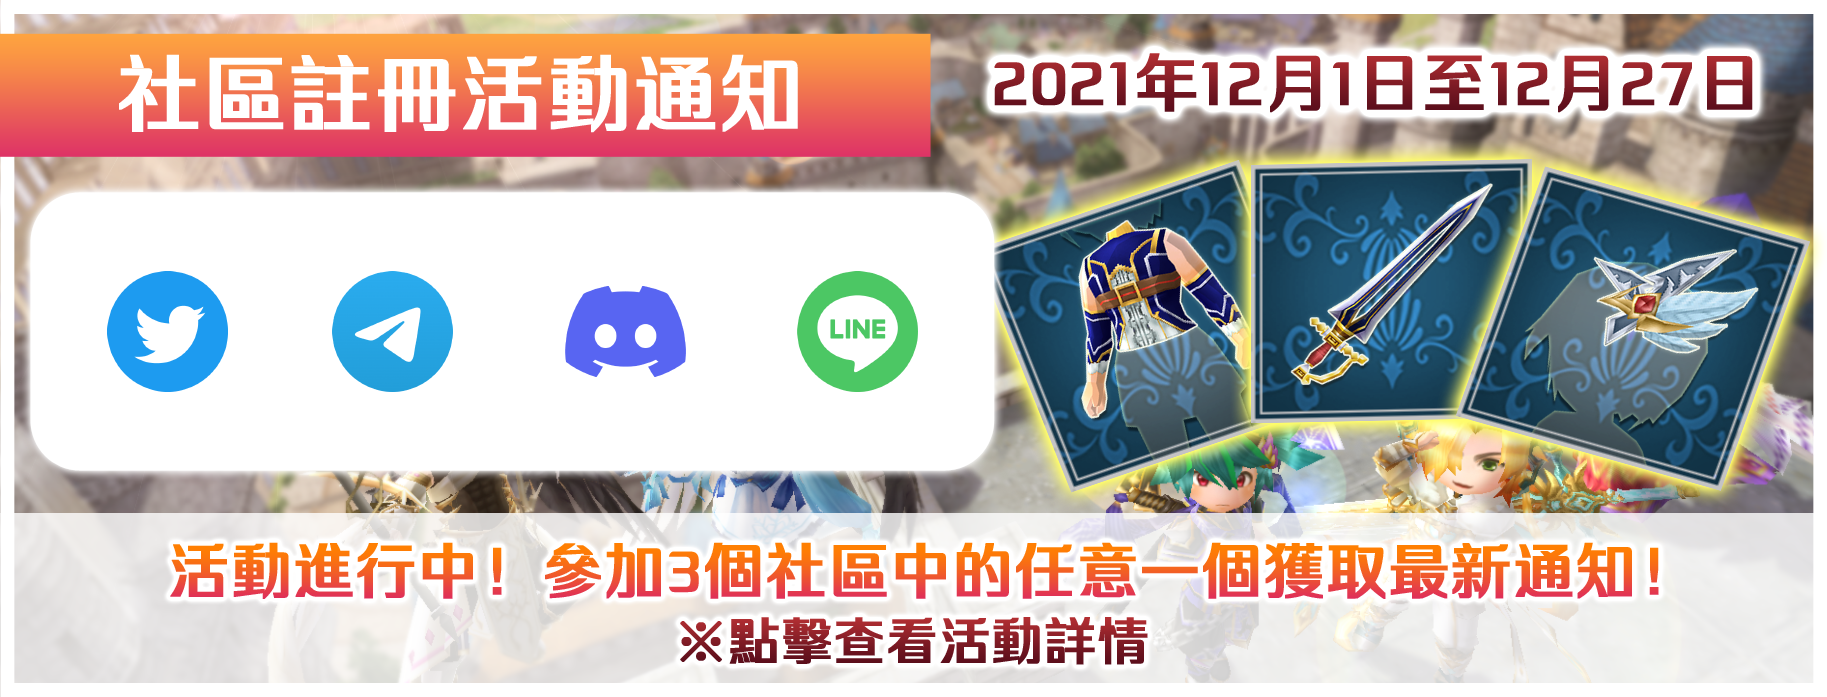 社區註冊活動通知
2021年12月1日至12月27日
LINE
活動進行中！參加3個社區中的任意一個獲取最新通知！
※點擊查看活動詳情